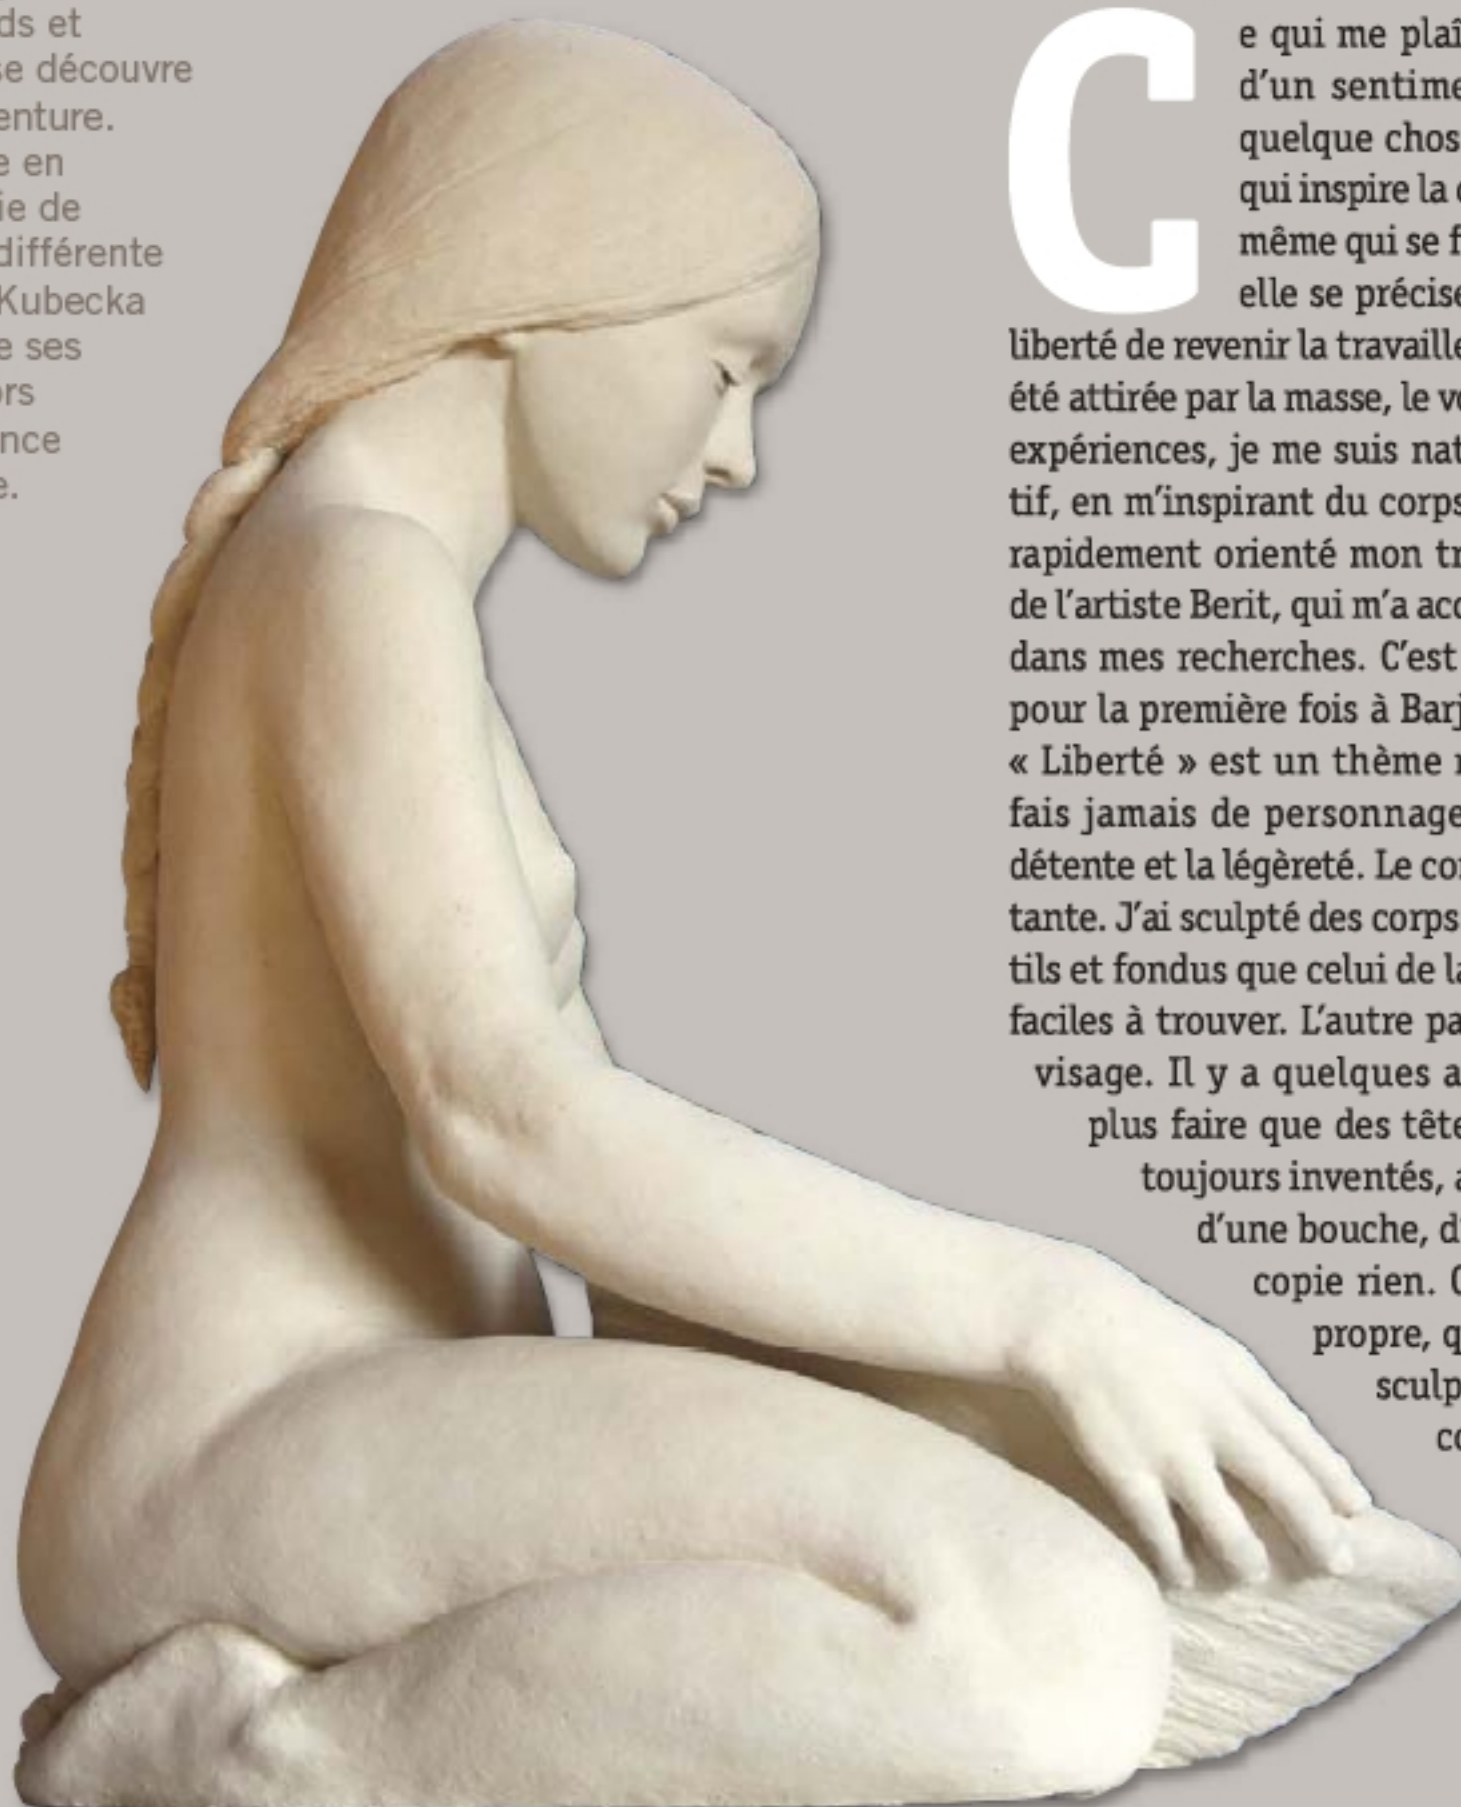 ds et
se découvre
enture.
e en
ie de
différente
Kubecka
e ses
ors
nce
e.
C
e qui me plaî
d’un sentime
quelque chos
qui inspire la
même qui se f
elle se précise
liberté de revenir la travaille
été attirée par la masse, le vo
expériences, je me suis nat
tif, en m’inspirant du corps
rapidement orienté mon tr
de l’artiste Berit, qui m’a acc
dans mes recherches. C’est
pour la première fois à Barj
« Liberté » est un thème
fais jamais de personnage
détente et la légèreté. Le cor
tante. J’ai sculpté des corps
tils et fondus que celui de la
faciles à trouver. L’autre pa
visage. Il y a quelques a
plus faire que des tête
toujours inventés, a
d’une bouche, d’
copie rien. C
propre, q
sculp
co